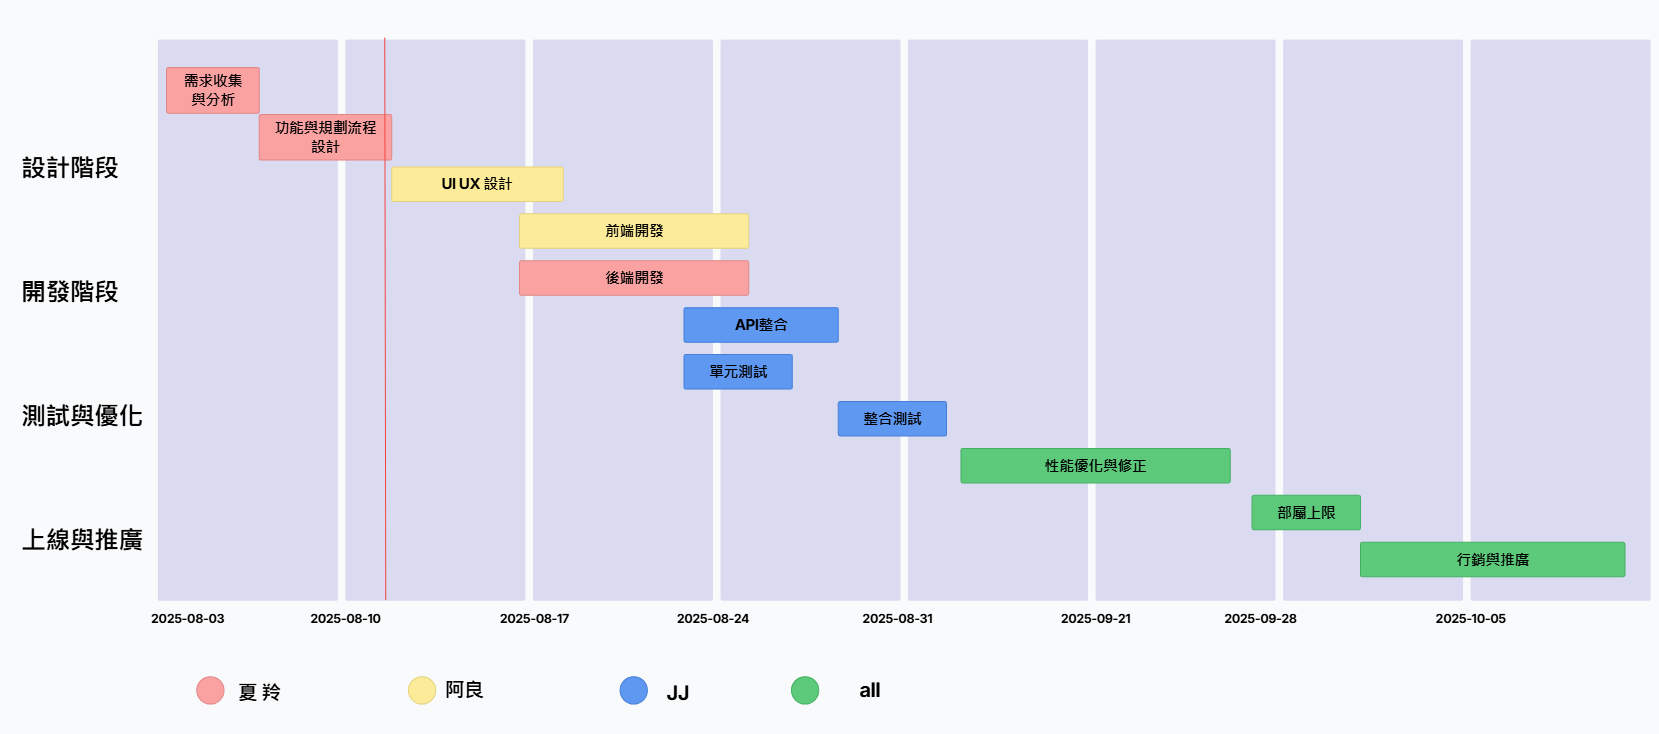 需求收集
與分析
功能與規劃流程
設計
設計階段
UI UX 設計
前端開發
後端開發
開發階段
API整合
單元測試
測試與優化
整合測試
性能優化與修正
部屬上限
上線與推廣
行銷與推廣
2025-08-03
2025-08-10
2025-08-17
2025-08-24
2025-08-31
2025-09-21
2025-09-28
2025-10-05
夏 羚
阿良
JJ
all